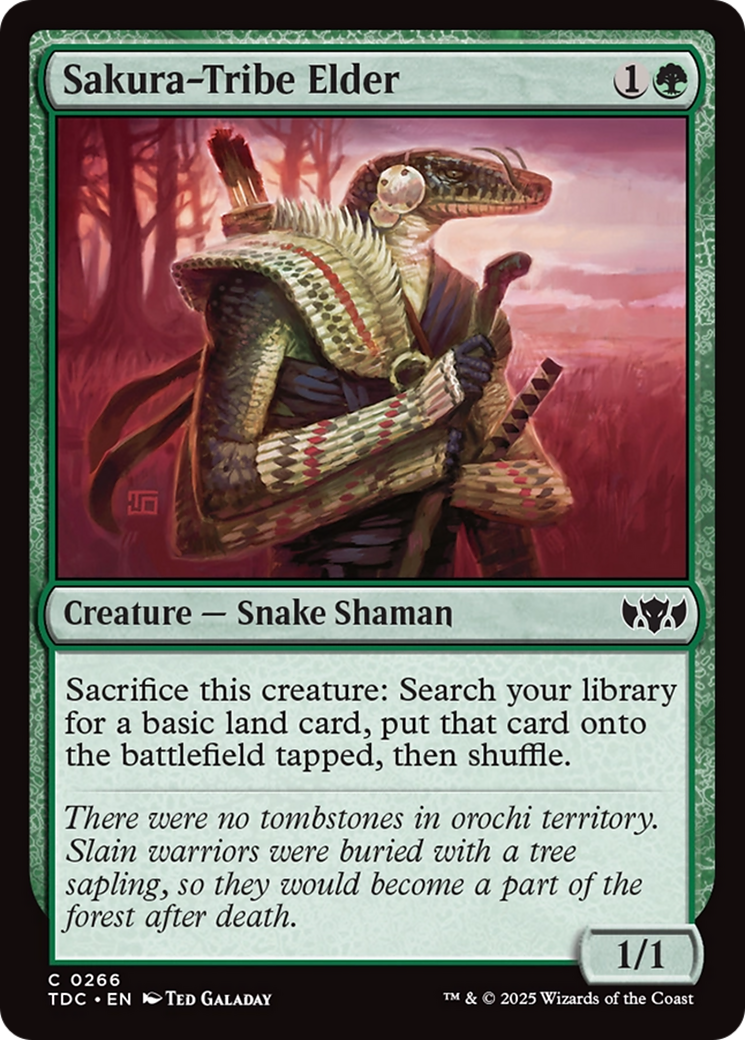 Sakura-Tribe Elder 1
Creature — Snake Shaman
Sacrifice this creature: Search your library
for a basic land card, put that card onto
the battlefield tapped, then shuffle.
There were no tombstones in orochi territory.
Slain warriors were buried with a tree
sapling, so they would become a part of the
forest after death.
1/1
C 0266
TDC • EN Ted Galaday
™ & © 2025 Wizards of the Coast